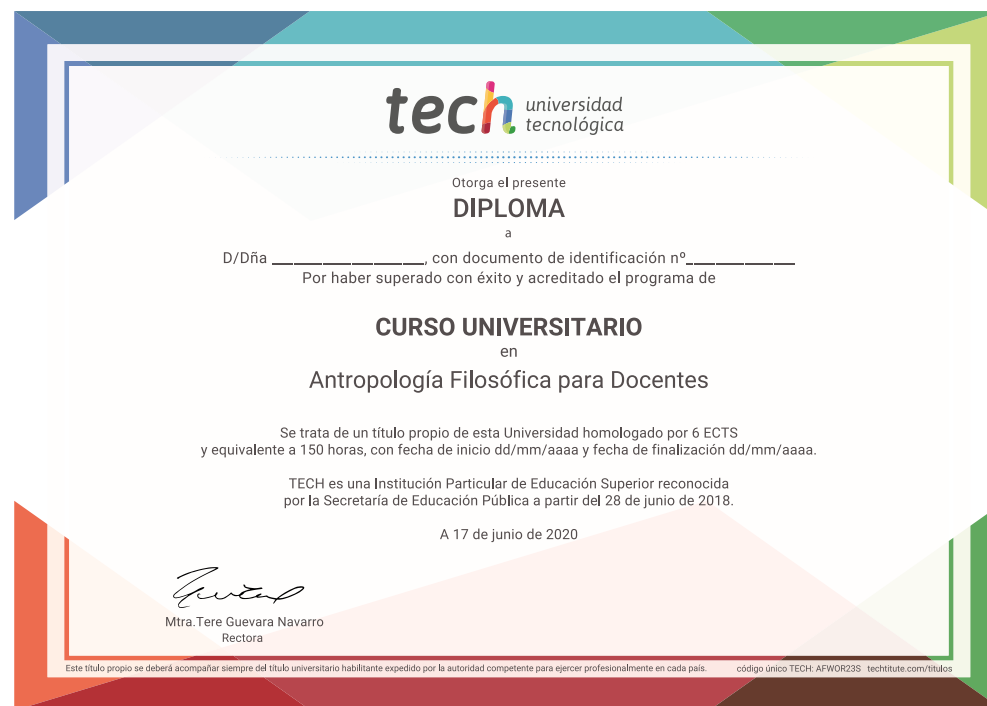 tech universidad
tecnológica
Otorga el presente
DIPLOMA
a
D/Dña __________________, con documento de identificación nº_____________
Por haber superado con éxito y acreditado el programa de
CURSO UNIVERSITARIO
en
Antropología Filosófica para Docentes
Se trata de un título propio de esta Universidad homologado por 6 ECTS
y equivalente a 150 horas, con fecha de inicio dd/mm/aaaa y fecha de finalización dd/mm/aaaa.
TECH es una Institución Particular de Educación Superior reconocida
por la Secretaría de Educación Pública a partir del 28 de junio de 2018.
A 17 de junio de 2020
Mtra.Tere Guevara Navarro
Rectora
Este título propio se deberá acompañar siempre del título universitario habilitante expedido por la autoridad competente para ejercer profesionalmente en cada país. código único TECH: AFWOR23S techtitute.com/titulos